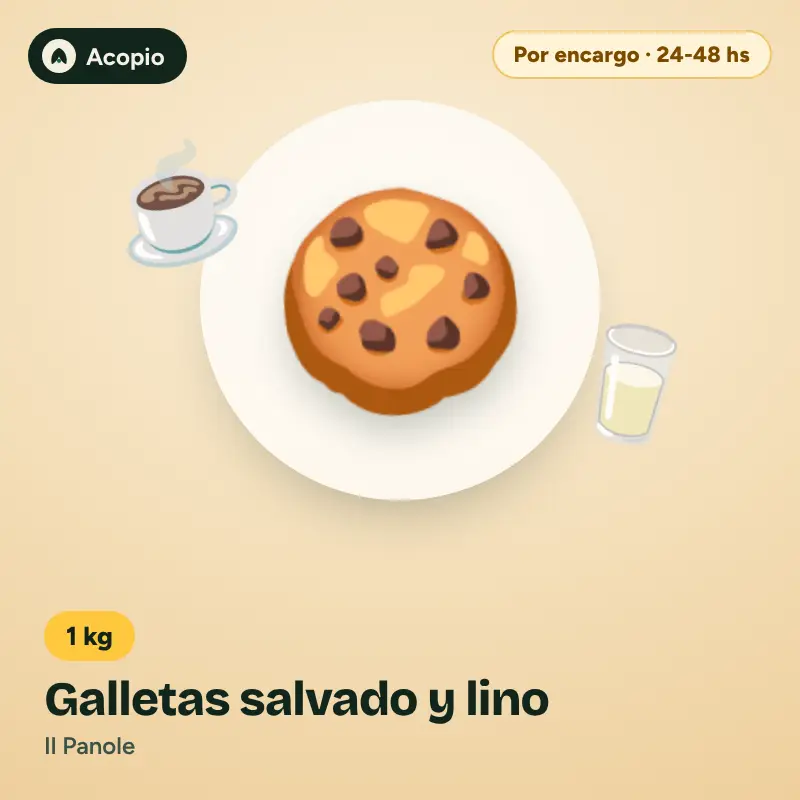 Acopio
Por encargo · 24-48 hs
1 kg
Galletas salvado y lino
Il Panole